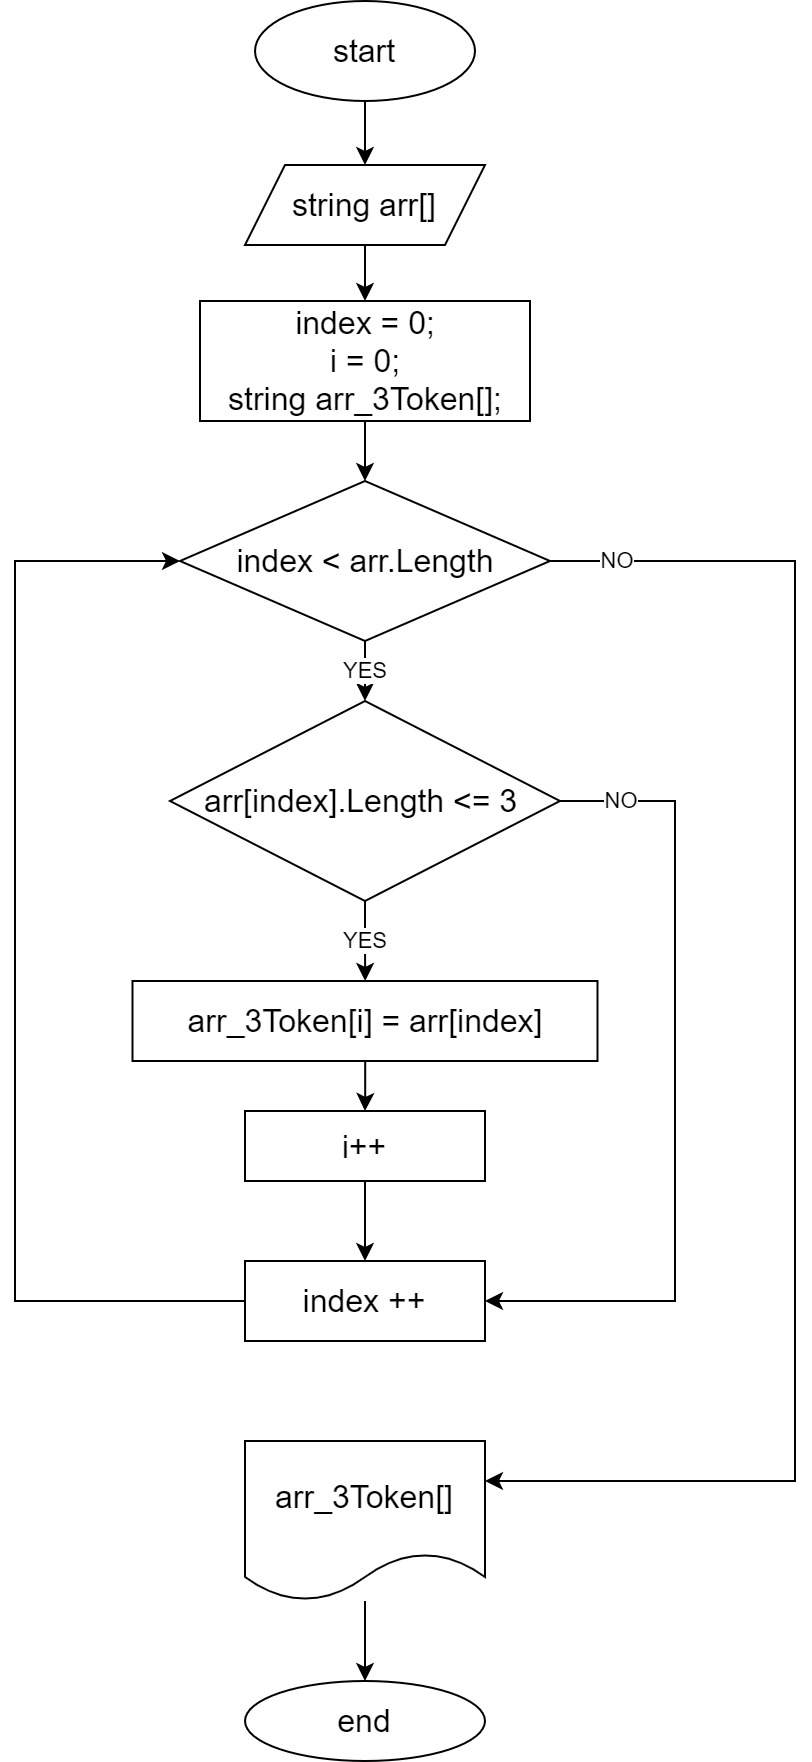 start
string arr[]
index = 0;
i = 0;
string arr_3Token[];
index < arr.Length
NO
YES
arr[index].Length <= 3
NO
YES
arr_3Token[i] = arr[index]
i++
index ++
arr_3Token[]
end